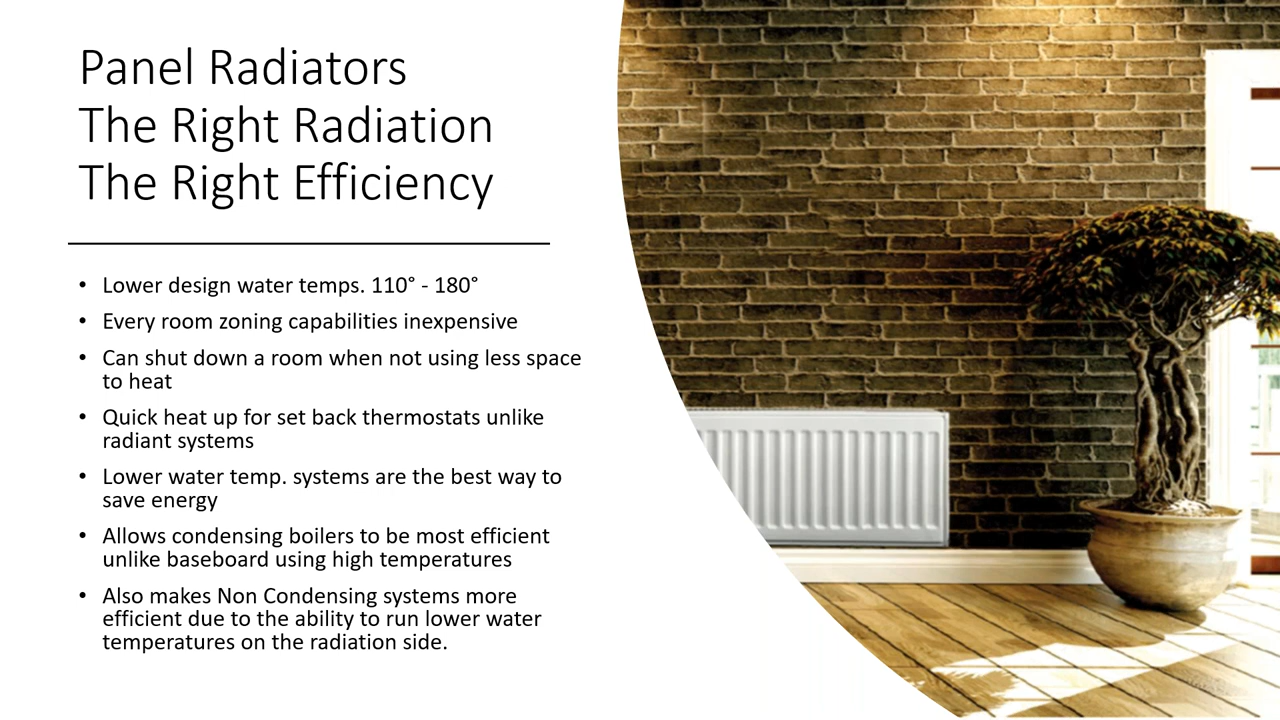 Panel Radiators
The Right Radiation
The Right Efficiency
• Lower design water temps. 110° - 180°
• Every room zoning capabilities inexpensive
• Can shut down a room when not using less space
to heat
• Quick heat up for set back thermostats unlike
radiant systems
• Lower water temp. systems are the best way to
save energy
• Allows condensing boilers to be most efficient
unlike baseboard using high temperatures
• Also makes Non Condensing systems more
efficient due to the ability to run lower water
temperatures on the radiation side.